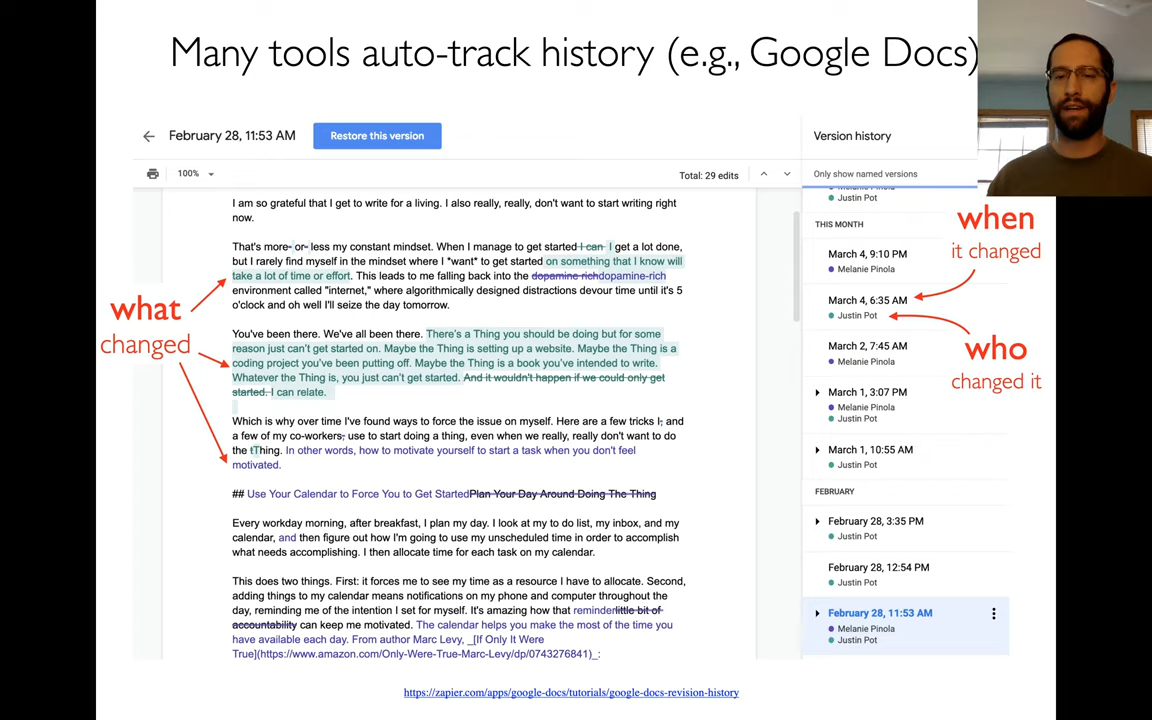 Many tools auto-track history (e.g., Google Docs)
February 28, 11:53 AM
Restore this version
Version history
100%
Total: 29 edits
Only show named versions
I am so grateful that I get to write for a living. I also really, really, don't want to start writing right
now.
That's more- or- less my constant mindset. When I manage to get started I can I get a lot done,
but I rarely find myself in the mindset where I *want* to get started on something that I know will
take a lot of time or effort. This leads to me falling back into the dopamine richdopamine-rich
environment called "internet," where algorithmically designed distractions devour time until it's 5
o'clock and oh well I'll seize the day tomorrow.
You've been there. We've all been there. There's a Thing you should be doing but for some
reason just can't get started on. Maybe the Thing is setting up a website. Maybe the Thing is a
coding project you've been putting off. Maybe the Thing is a book you've intended to write.
Whatever the Thing is, you just can't get started. And it wouldn't happen if we could only get
started. I can relate.
Which is why over time I've found ways to force the issue on myself. Here are a few tricks I, and
a few of my co-workers, use to start doing a thing, even when we really, really don't want to do
the tThing. In other words, how to motivate yourself to start a task when you don't feel
motivated.
## Use Your Calendar to Force You to Get StartedPlan Your Day Around Doing The Thing
Every workday morning, after breakfast, I plan my day. I look at my to do list, my inbox, and my
calendar, and then figure out how I'm going to use my unscheduled time in order to accomplish
what needs accomplishing. I then allocate time for each task on my calendar.
This does two things. First: it forces me to see my time as a resource I have to allocate. Second,
adding things to my calendar means notifications on my phone and computer throughout the
day, reminding me of the intention I set for myself. It's amazing how that reminderlittle bit of
accountability can keep me motivated. The calendar helps you make the most of the time you
have available each day. From author Marc Levy, _[If Only It Were
True](https://www.amazon.com/Only-Were-True-Marc-Levy/dp/0743276841)_:
what
changed
Melanie Pinola
Justin Pot
THIS MONTH
March 4, 9:10 PM
Melanie Pinola
March 4, 6:35 AM
Justin Pot
March 2, 7:45 AM
Melanie Pinola
March 1, 3:07 PM
Melanie Pinola
Justin Pot
March 1, 10:55 AM
Justin Pot
FEBRUARY
February 28, 3:35 PM
Justin Pot
February 28, 12:54 PM
Justin Pot
February 28, 11:53 AM
Melanie Pinola
Justin Pot
when
it changed
who
changed it
https://zapier.com/apps/google-docs/tutorials/google-docs-revision-history